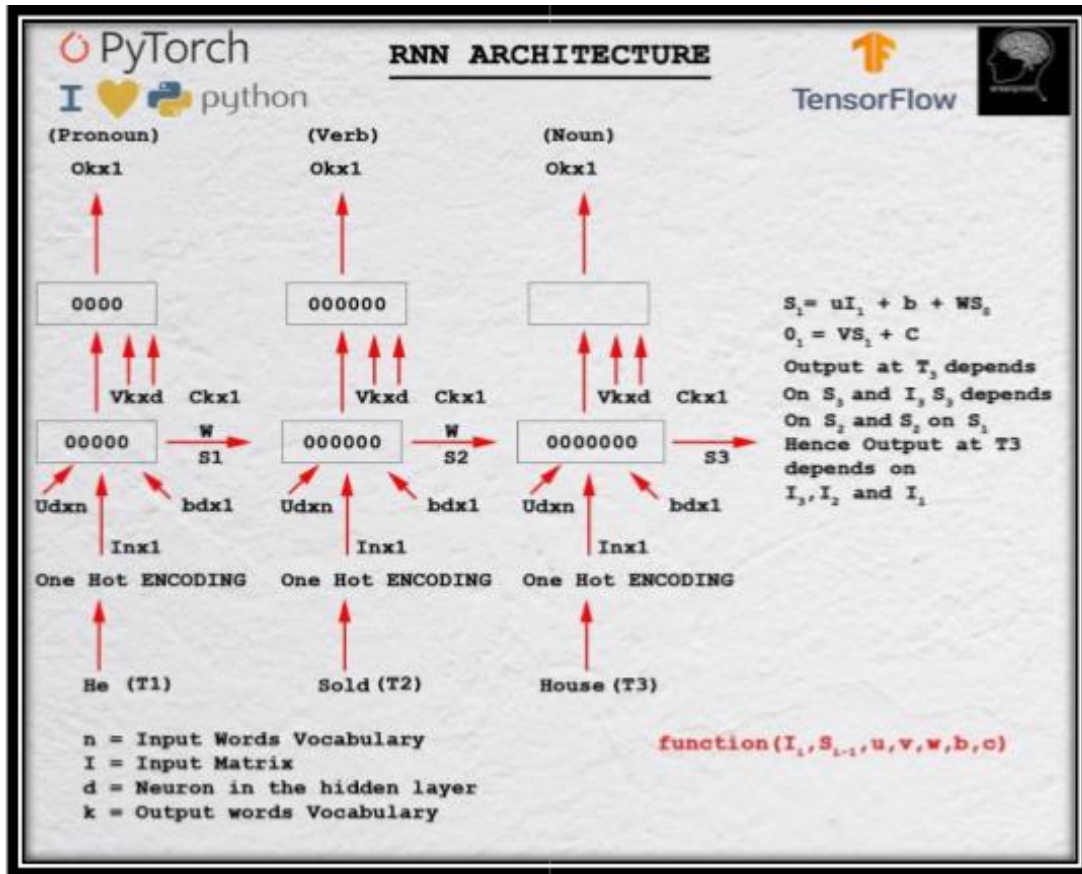 PyTorch
RNN ARCHITECTURE
TF
I python
TensorFlow
(Pronoun) (Verb) (Noun)
Okx1 Okx1 Okx1
0000 000000
S₁= uI₁ + b + WS₀
0₁ = VS₁ + C
Output at T₃ depends
On S₃ and I₃ S₃ depends
On S₂ and S₂ on S₁
Hence Output at T3
depends on
I₃,I₂ and I₁
Vkxd Ckx1 Vkxd Ckx1 Vkxd Ckx1
00000 W S1 000000 W S2 0000000 S3
Udxn bdx1 Udxn bdx1 Udxn bdx1
Inx1 Inx1 Inx1
One Hot ENCODING One Hot ENCODING One Hot ENCODING
He (T1) Sold (T2) House (T3)
n = Input Words Vocabulary
I = Input Matrix
d = Neuron in the hidden layer
k = Output words Vocabulary
function(I₁,S₁₋₁,u,v,w,b,c)